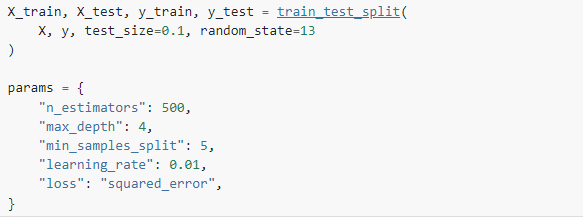 X_train, X_test, y_train, y_test = train_test_split(
    X, y, test_size=0.1, random_state=13
)
params = {
    "n_estimators": 500,
    "max_depth": 4,
    "min_samples_split": 5,
    "learning_rate": 0.01,
    "loss": "squared_error",
}